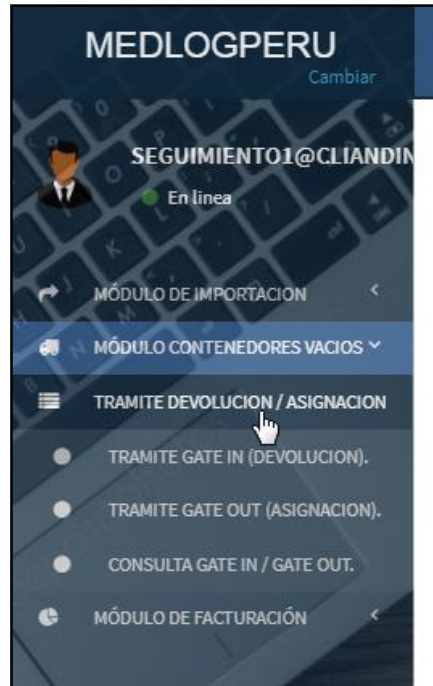 MEDLOGPERU
Cambiar
SEGUIMIENTO1@CLIANDIN
En linea
MÓDULO DE IMPORTACION
MÓDULO CONTENEDORES VACIOS
TRAMITE DEVOLUCION / ASIGNACION
TRAMITE GATE IN (DEVOLUCION).
TRAMITE GATE OUT (ASIGNACION).
CONSULTA GATE IN / GATE OUT.
MÓDULO DE FACTURACIÓN